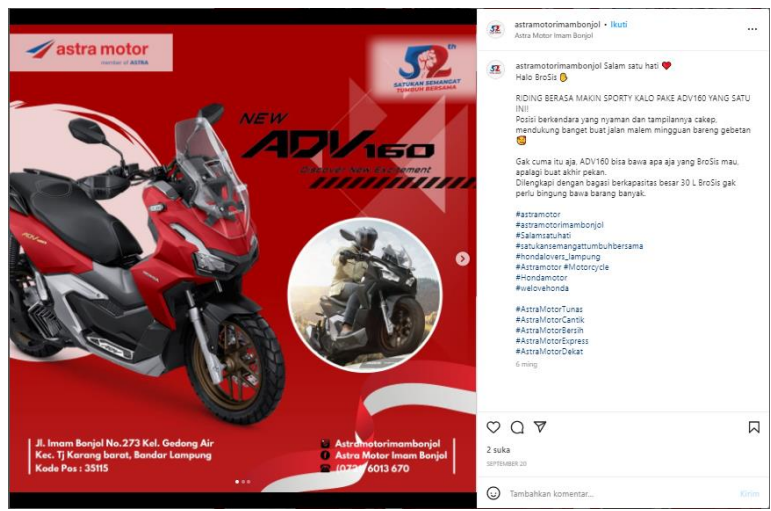 astra motor
member of ASTRA
52 th
SATUKAN SEMANGAT
TUMBUH BERSAMA
NEW
ADV160
Discover New Excitement
HONDA
Jl. Imam Bonjol No.273 Kel. Gedong Air
Kec. Tj Karang barat, Bandar Lampung
Kode Pos : 35115
Astramotorimambonjol
Astra Motor Imam Bonjol
6013 670
astramotorimambonjol • Ikuti
Astra Motor Imam Bonjol
astramotorimambonjol Salam satu hati ❤️
Halo BroSis
RIDING BERASA MAKIN SPORTY KALO PAKE ADV160 YANG SATU
INI!
Posisi berkendara yang nyaman dan tampilannya cakep,
mendukung banget buat jalan malem mingguan bareng gebetan
Gak cuma itu aja, ADV160 bisa bawa apa aja yang BroSis mau,
apalagi buat akhir pekan.
Dilengkapi dengan bagasi berkapasitas besar 30 L BroSis gak
perlu bingung bawa barang banyak.
#astramotor
#astramotorimambonjol
#Salamsatuhati
#satukansemangattumbuhbersama
#hondalovers_lampung
#Astramotor #Motorcycle
#Hondamotor
#welovehonda
#AstraMotorTunas
#AstraMotorCantik
#AstraMotorBersih
#AstraMotorExpress
#AstraMotorDekat
6 ming
2 suka
SEPTEMBER 20
Tambahkan komentar...
Kirim